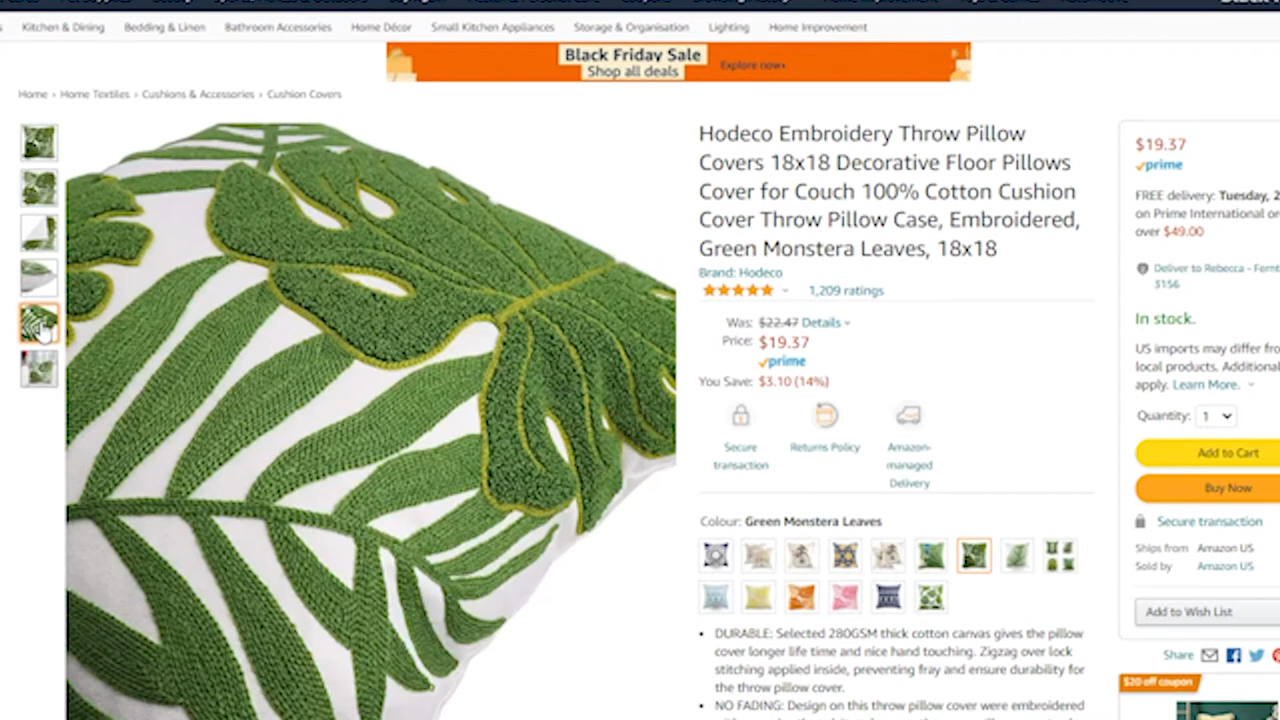 Kitchen & Dining Bedding & Linen Bathroom Accessories Home Décor Small Kitchen Appliances Storage & Organisation Lighting Home Improvement
Black Friday Sale
Shop all deals
Explore now
Home › Home Textiles › Cushions & Accessories › Cushion Covers
Hodeco Embroidery Throw Pillow
Covers 18x18 Decorative Floor Pillows
Cover for Couch 100% Cotton Cushion
Cover Throw Pillow Case, Embroidered,
Green Monstera Leaves, 18x18
Brand: Hodeco
1,209 ratings
Was: $22.47 Details
Price: $19.37
prime
You Save: $3.10 (14%)
Secure
transaction
Returns Policy
Amazon-
managed
Delivery
Colour: Green Monstera Leaves
• DURABLE: Selected 280GSM thick cotton canvas gives the pillow
cover longer life time and nice hand touching. Zigzag over lock
stitching applied inside, preventing fray and ensure durability for
the throw pillow cover.
• NO FADING: Design on this throw pillow cover were embroidered
$19.37
prime
FREE delivery: Tuesday, 2
on Prime International or
over $49.00
Deliver to Rebecca - Fernt
3156
In stock.
US imports may differ fro
local products. Additional
apply. Learn More.
Quantity: 1
Add to Cart
Buy Now
Secure transaction
Ships from Amazon US
Sold by Amazon US
Add to Wish List
Share
$20 off coupon